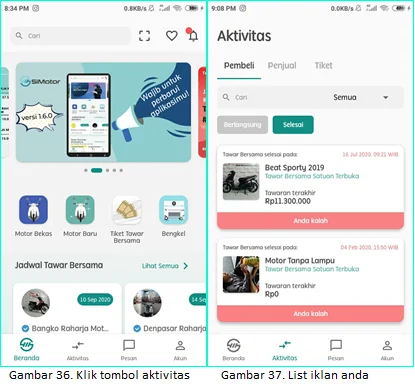 8:34 PM
0.8KB/s
Cari
SiMotor
versi 1.6.0
Wajib untuk
perbarui
aplikasimu!
Motor Bekas
Motor Baru
Tiket Tawar
Bersama
Bengkel
Jadwal Tawar Bersama
Lihat Semua
10 Sep 2020
14 Se
Bangko Raharja Mot...
Denpasar Raharja
Beranda
Aktivitas
Pesan
Akun
Gambar 36. Klik tombol aktivitas
9:08 PM
0.0KB/s
Aktivitas
Pembeli
Penjual
Tiket
Cari
Semua
Berlangsung
Selesai
Tawar Bersama selesai pada:
16 Jul 2020, 09:21 WIB
Beat Sporty 2019
Tawar Bersama Satuan Terbuka
Tawaran terakhir
Rp11.300.000
Anda kalah
Tawar Bersama selesai pada:
04 Feb 2020, 15:50 WIB
Motor Tanpa Lampu
Tawar Bersama Satuan Terbuka
Tawaran terakhir
Rp0
Anda kalah
Beranda
Aktivitas
Pesan
Akun
Gambar 37. List iklan anda